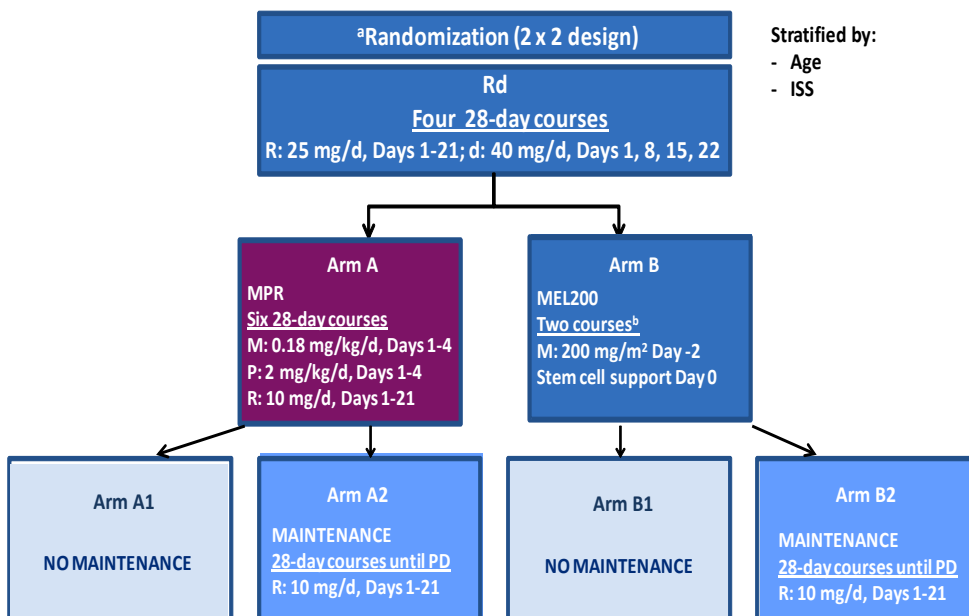 ᵃRandomization (2 x 2 design)
Stratified by:
- Age
- ISS
Rd
Four 28-day courses
R: 25 mg/d, Days 1-21; d: 40 mg/d, Days 1, 8, 15, 22
Arm A
MPR
Six 28-day courses
M: 0.18 mg/kg/d, Days 1-4
P: 2 mg/kg/d, Days 1-4
R: 10 mg/d, Days 1-21
Arm B
MEL200
Two coursesᵇ
M: 200 mg/m² Day -2
Stem cell support Day 0
Arm A1
NO MAINTENANCE
Arm A2
MAINTENANCE
28-day courses until PD
R: 10 mg/d, Days 1-21
Arm B1
NO MAINTENANCE
Arm B2
MAINTENANCE
28-day courses until PD
R: 10 mg/d, Days 1-21